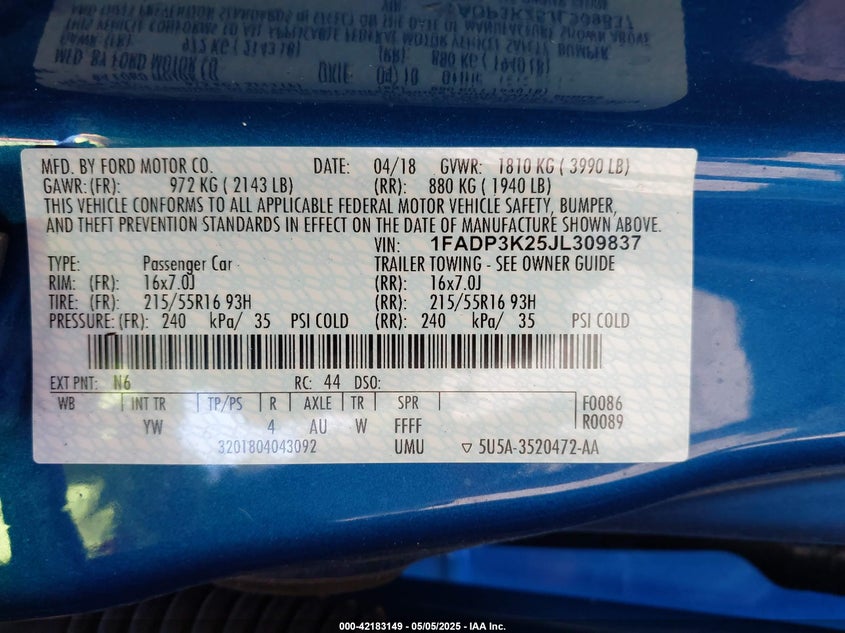 MFD. BY FORD MOTOR CO. DATE: 04/18 GVWR: 1810 KG ( 3990 LB)
GAWR: (FR): 972 KG ( 2143 LB) (RR): 880 KG ( 1940 LB)
THIS VEHICLE CONFORMS TO ALL APPLICABLE FEDERAL MOTOR VEHICLE SAFETY, BUMPER,
AND THEFT PREVENTION STANDARDS IN EFFECT ON THE DATE OF MANUFACTURE SHOWN ABOVE.
VIN: 1FADP3K25JL309837
TYPE: Passenger Car TRAILER TOWING - SEE OWNER GUIDE
RIM: (FR): 16x7.0J (RR): 16x7.0J
TIRE: (FR): 215/55R16 93H (RR): 215/55R16 93H
PRESSURE: (FR): 240 kPa/ 35 PSI COLD (RR): 240 kPa/ 35 PSI COLD
EXT PNT: N6 RC: 44 DSO:
WB INT TR TP/PS R AXLE TR SPR F0086
YW 4 AU W FFFF R0089
3201804043092 UMU ▽ 5U5A-3520472-AA
000-42183149 - 05/05/2025 - IAA Inc.